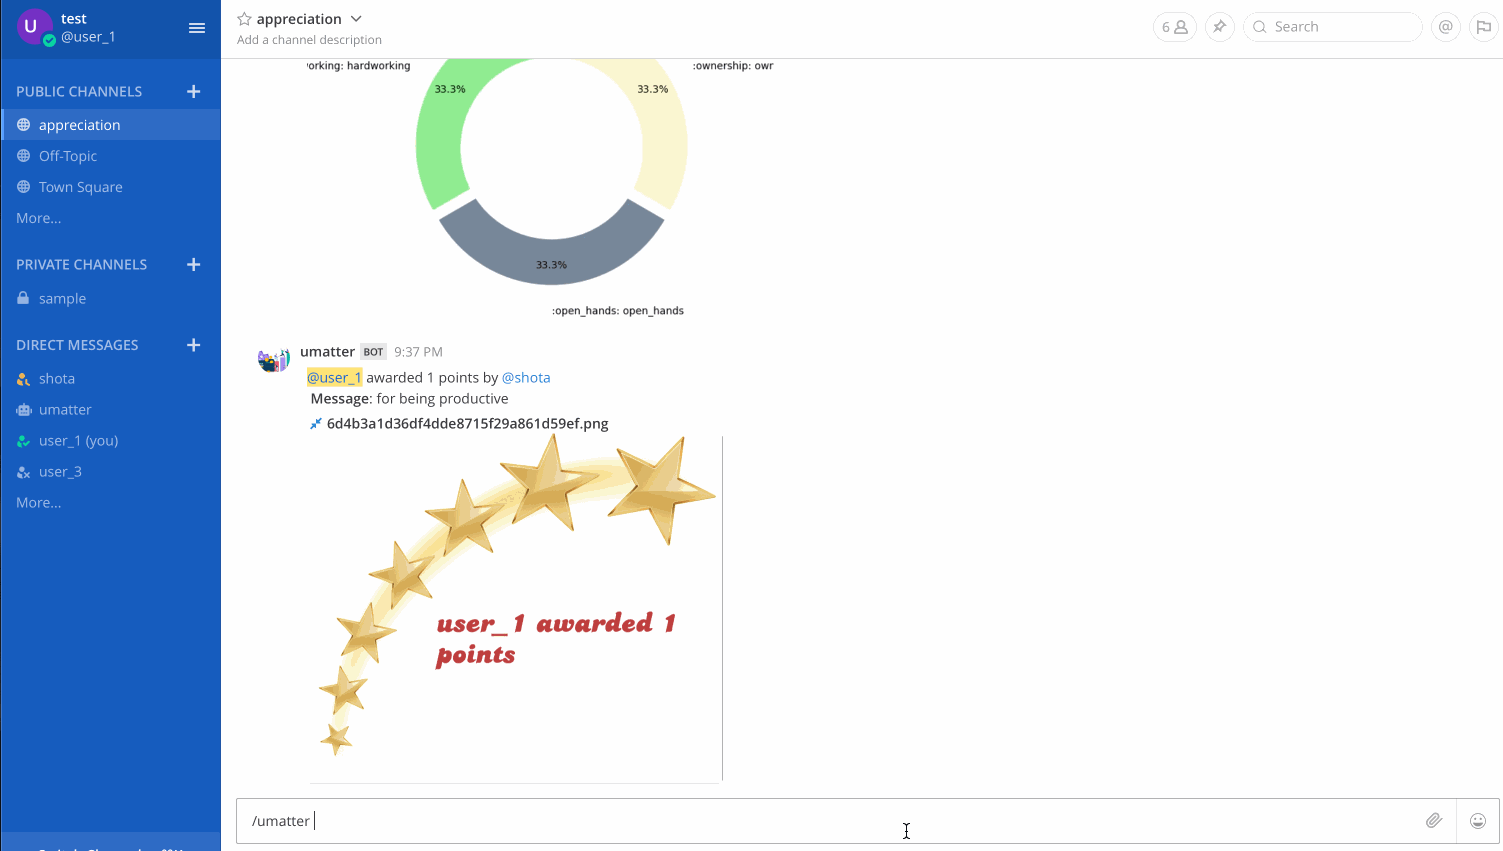 U
test
@user_1
PUBLIC CHANNELS
appreciation
Off-Topic
Town Square
More...
PRIVATE CHANNELS
sample
DIRECT MESSAGES
shota
umatter
user_1 (you)
user_3
More...
appreciation
Add a channel description
6
Search
@
orking: hardworking
:ownership: owr
33.3%
33.3%
33.3%
:open_hands: open_hands
umatter BOT 9:37 PM
@user_1 awarded 1 points by @shota
Message: for being productive
6d4b3a1d36df4dde8715f29a861d59ef.png
user_1 awarded 1
points
/umatter